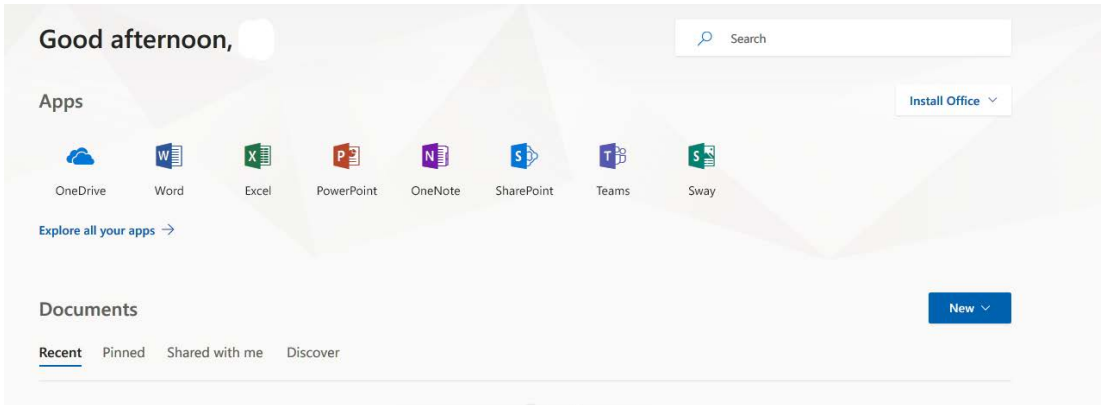 Good afternoon,
Search
Apps
Install Office
OneDrive Word Excel PowerPoint OneNote SharePoint Teams Sway
Explore all your apps →
Documents
New
Recent Pinned Shared with me Discover